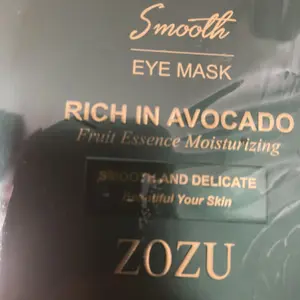 Smooth
EYE MASK
RICH IN AVOCADO
Fruit Essence Moisturizing
SMOOTH AND DELICATE
Beautiful Your Skin
ZOZU